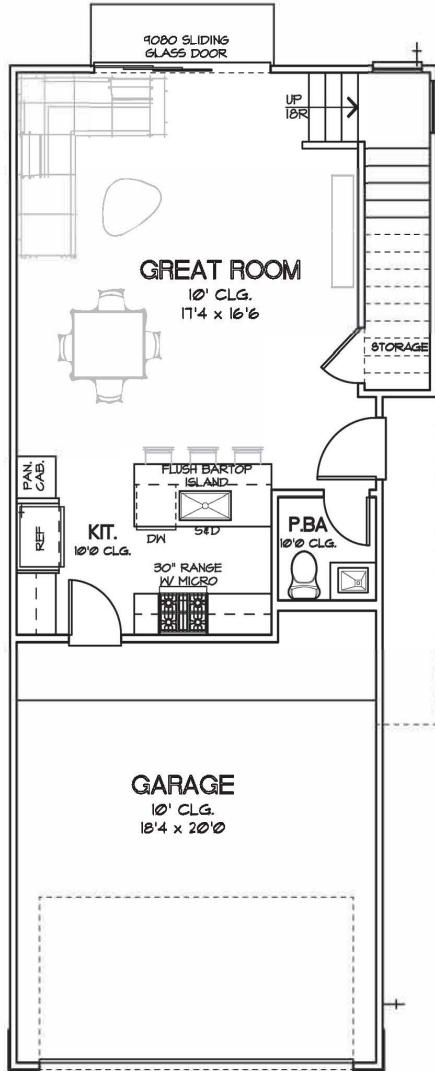 9080 SLIDING
GLASS DOOR
UP
18R
GREAT ROOM
10' CLG.
17'4 x 16'6
STORAGE
PAN.
CAB.
FLUSH BARTOP
ISLAND
REF
KIT.
10'0 CLG.
DW
S&D
P.BA
10'0 CLG.
30" RANGE
W/ MICRO
GARAGE
10' CLG.
18'4 x 20'0